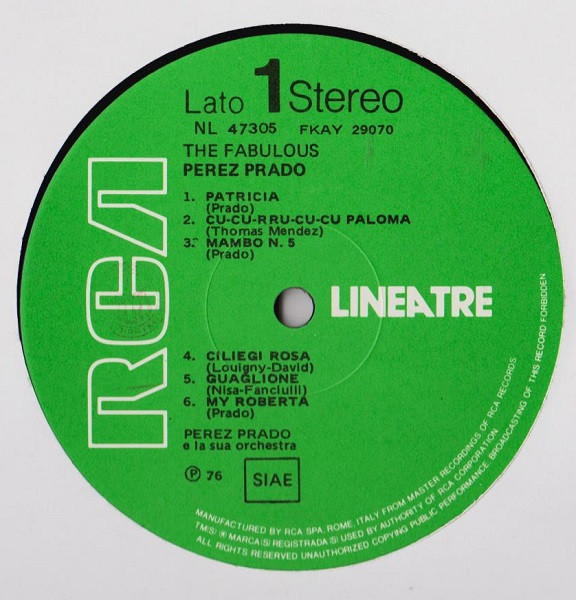 Lato 1 Stereo
NL 47305 FKAY 29070
THE FABULOUS
PEREZ PRADO
1. PATRICIA
(Prado)
2. CU-CU-RRU-CU-CU PALOMA
(Thomas Mendez)
3. MAMBO N. 5
(Prado)
RCA
LINEATRE
4. CILIEGI ROSA
(Louigny-David)
5. GUAGLIONE
(Nisa-Fanciulli)
6. MY ROBERTA
(Prado)
PEREZ PRADO
e la sua orchestra
Ⓟ 76 SIAE
MANUFACTURED BY RCA SPA, ROME, ITALY FROM MASTER RECORDINGS OF RCA RECORDS
TM(S) ® MARCA(S) REGISTRADA(S) USED BY AUTHORITY OF RCA CORPORATION
ALL RIGHTS RESERVED UNAUTHORIZED COPYING PUBLIC PERFORMANCE, BROADCASTING OF THIS RECORD FORBIDDEN